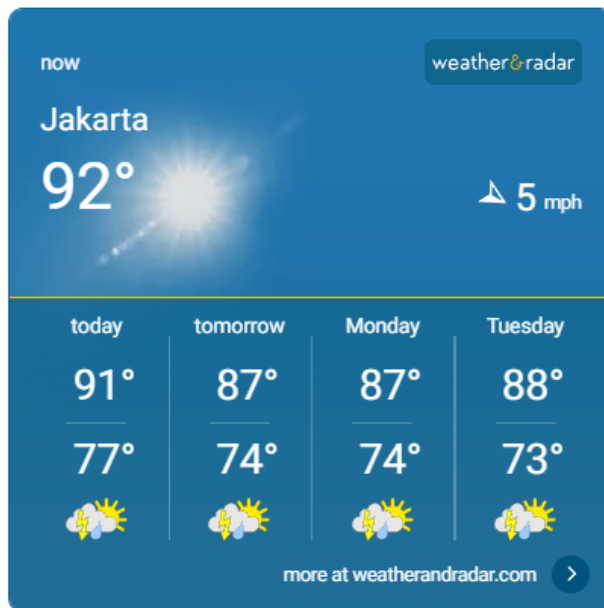 now
weather&radar
Jakarta
92°
5 mph
today tomorrow Monday Tuesday
91° 87° 87° 88°
77° 74° 74° 73°
more at weatherandradar.com